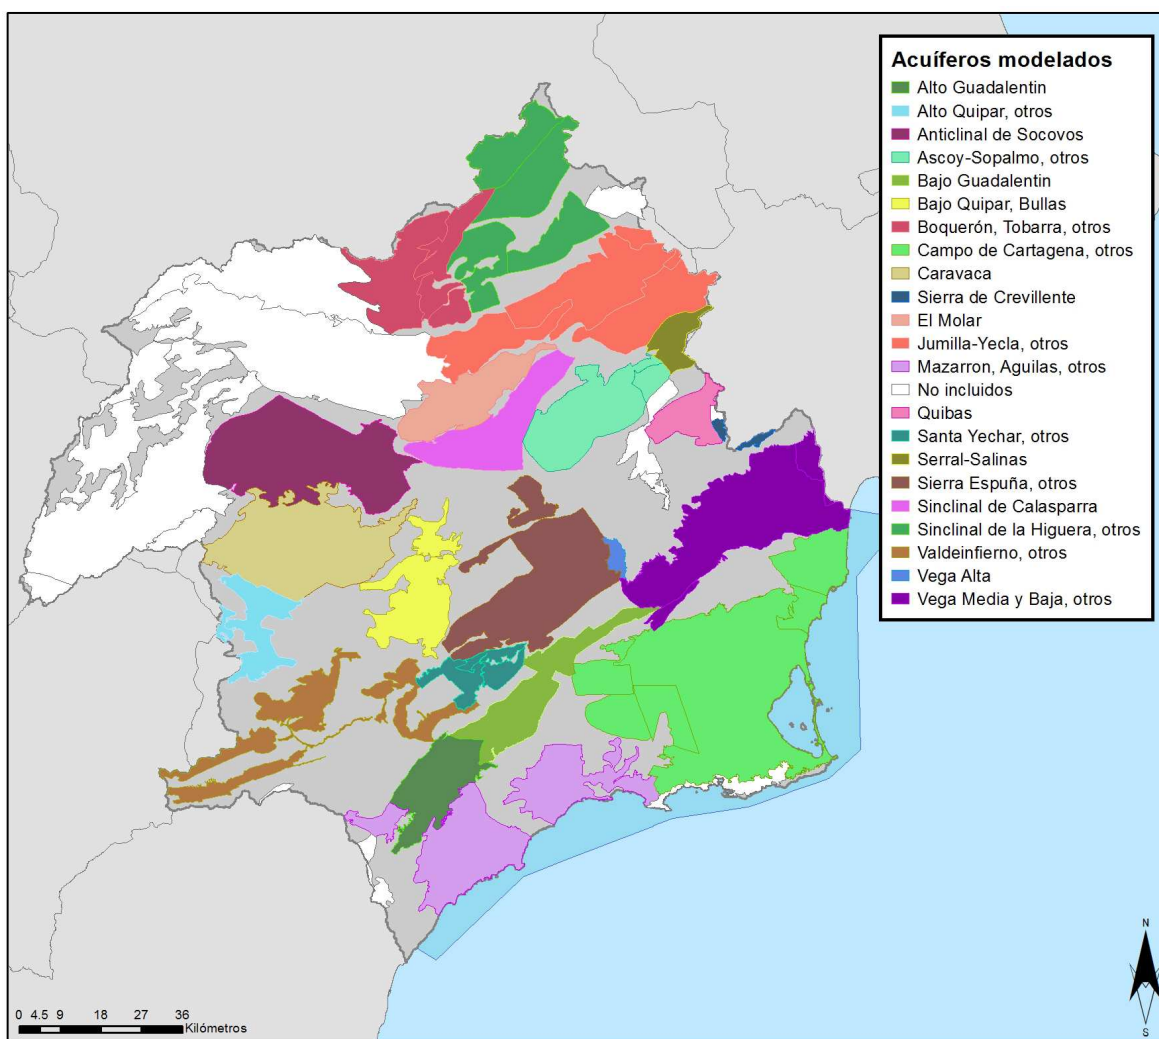 Acuíferos modelados
Alto Guadalentin
Alto Quipar, otros
Anticlinal de Socovos
Ascoy-Sopalmo, otros
Bajo Guadalentin
Bajo Quipar, Bullas
Boquerón, Tobarra, otros
Campo de Cartagena, otros
Caravaca
Sierra de Crevillente
El Molar
Jumilla-Yecla, otros
Mazarron, Aguilas, otros
No incluidos
Quibas
Santa Yechar, otros
Serral-Salinas
Sierra Espuña, otros
Sinclinal de Calasparra
Sinclinal de la Higuera, otros
Valdeinfierno, otros
Vega Alta
Vega Media y Baja, otros
N
S
0 4.5 9 18 27 36
Kilómetros